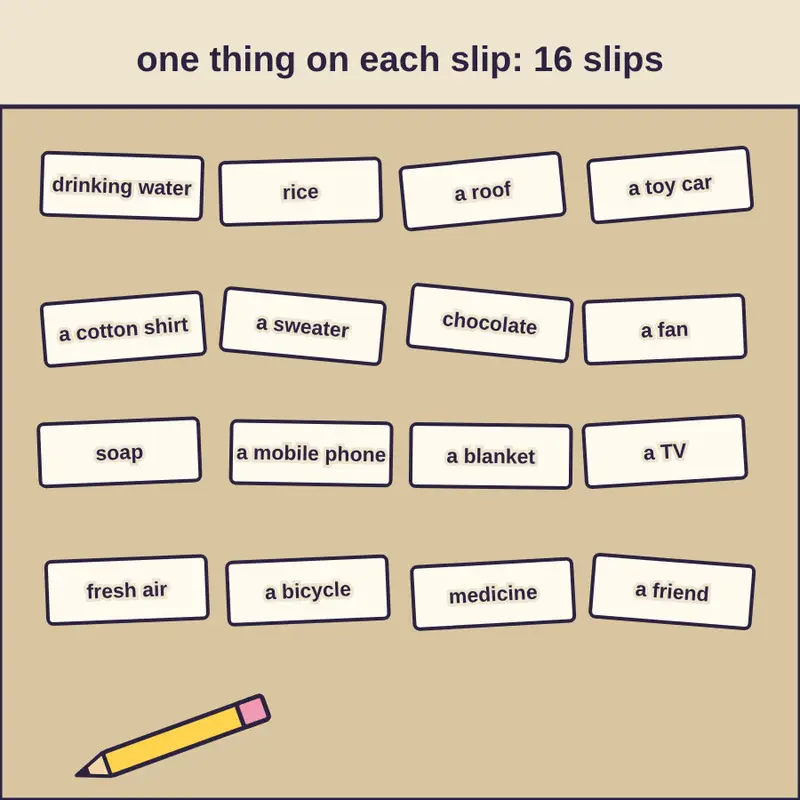 one thing on each slip: 16 slips
drinking water
rice
a roof
a toy car
a cotton shirt
a sweater
chocolate
a fan
soap
a mobile phone
a blanket
a TV
fresh air
a bicycle
medicine
a friend